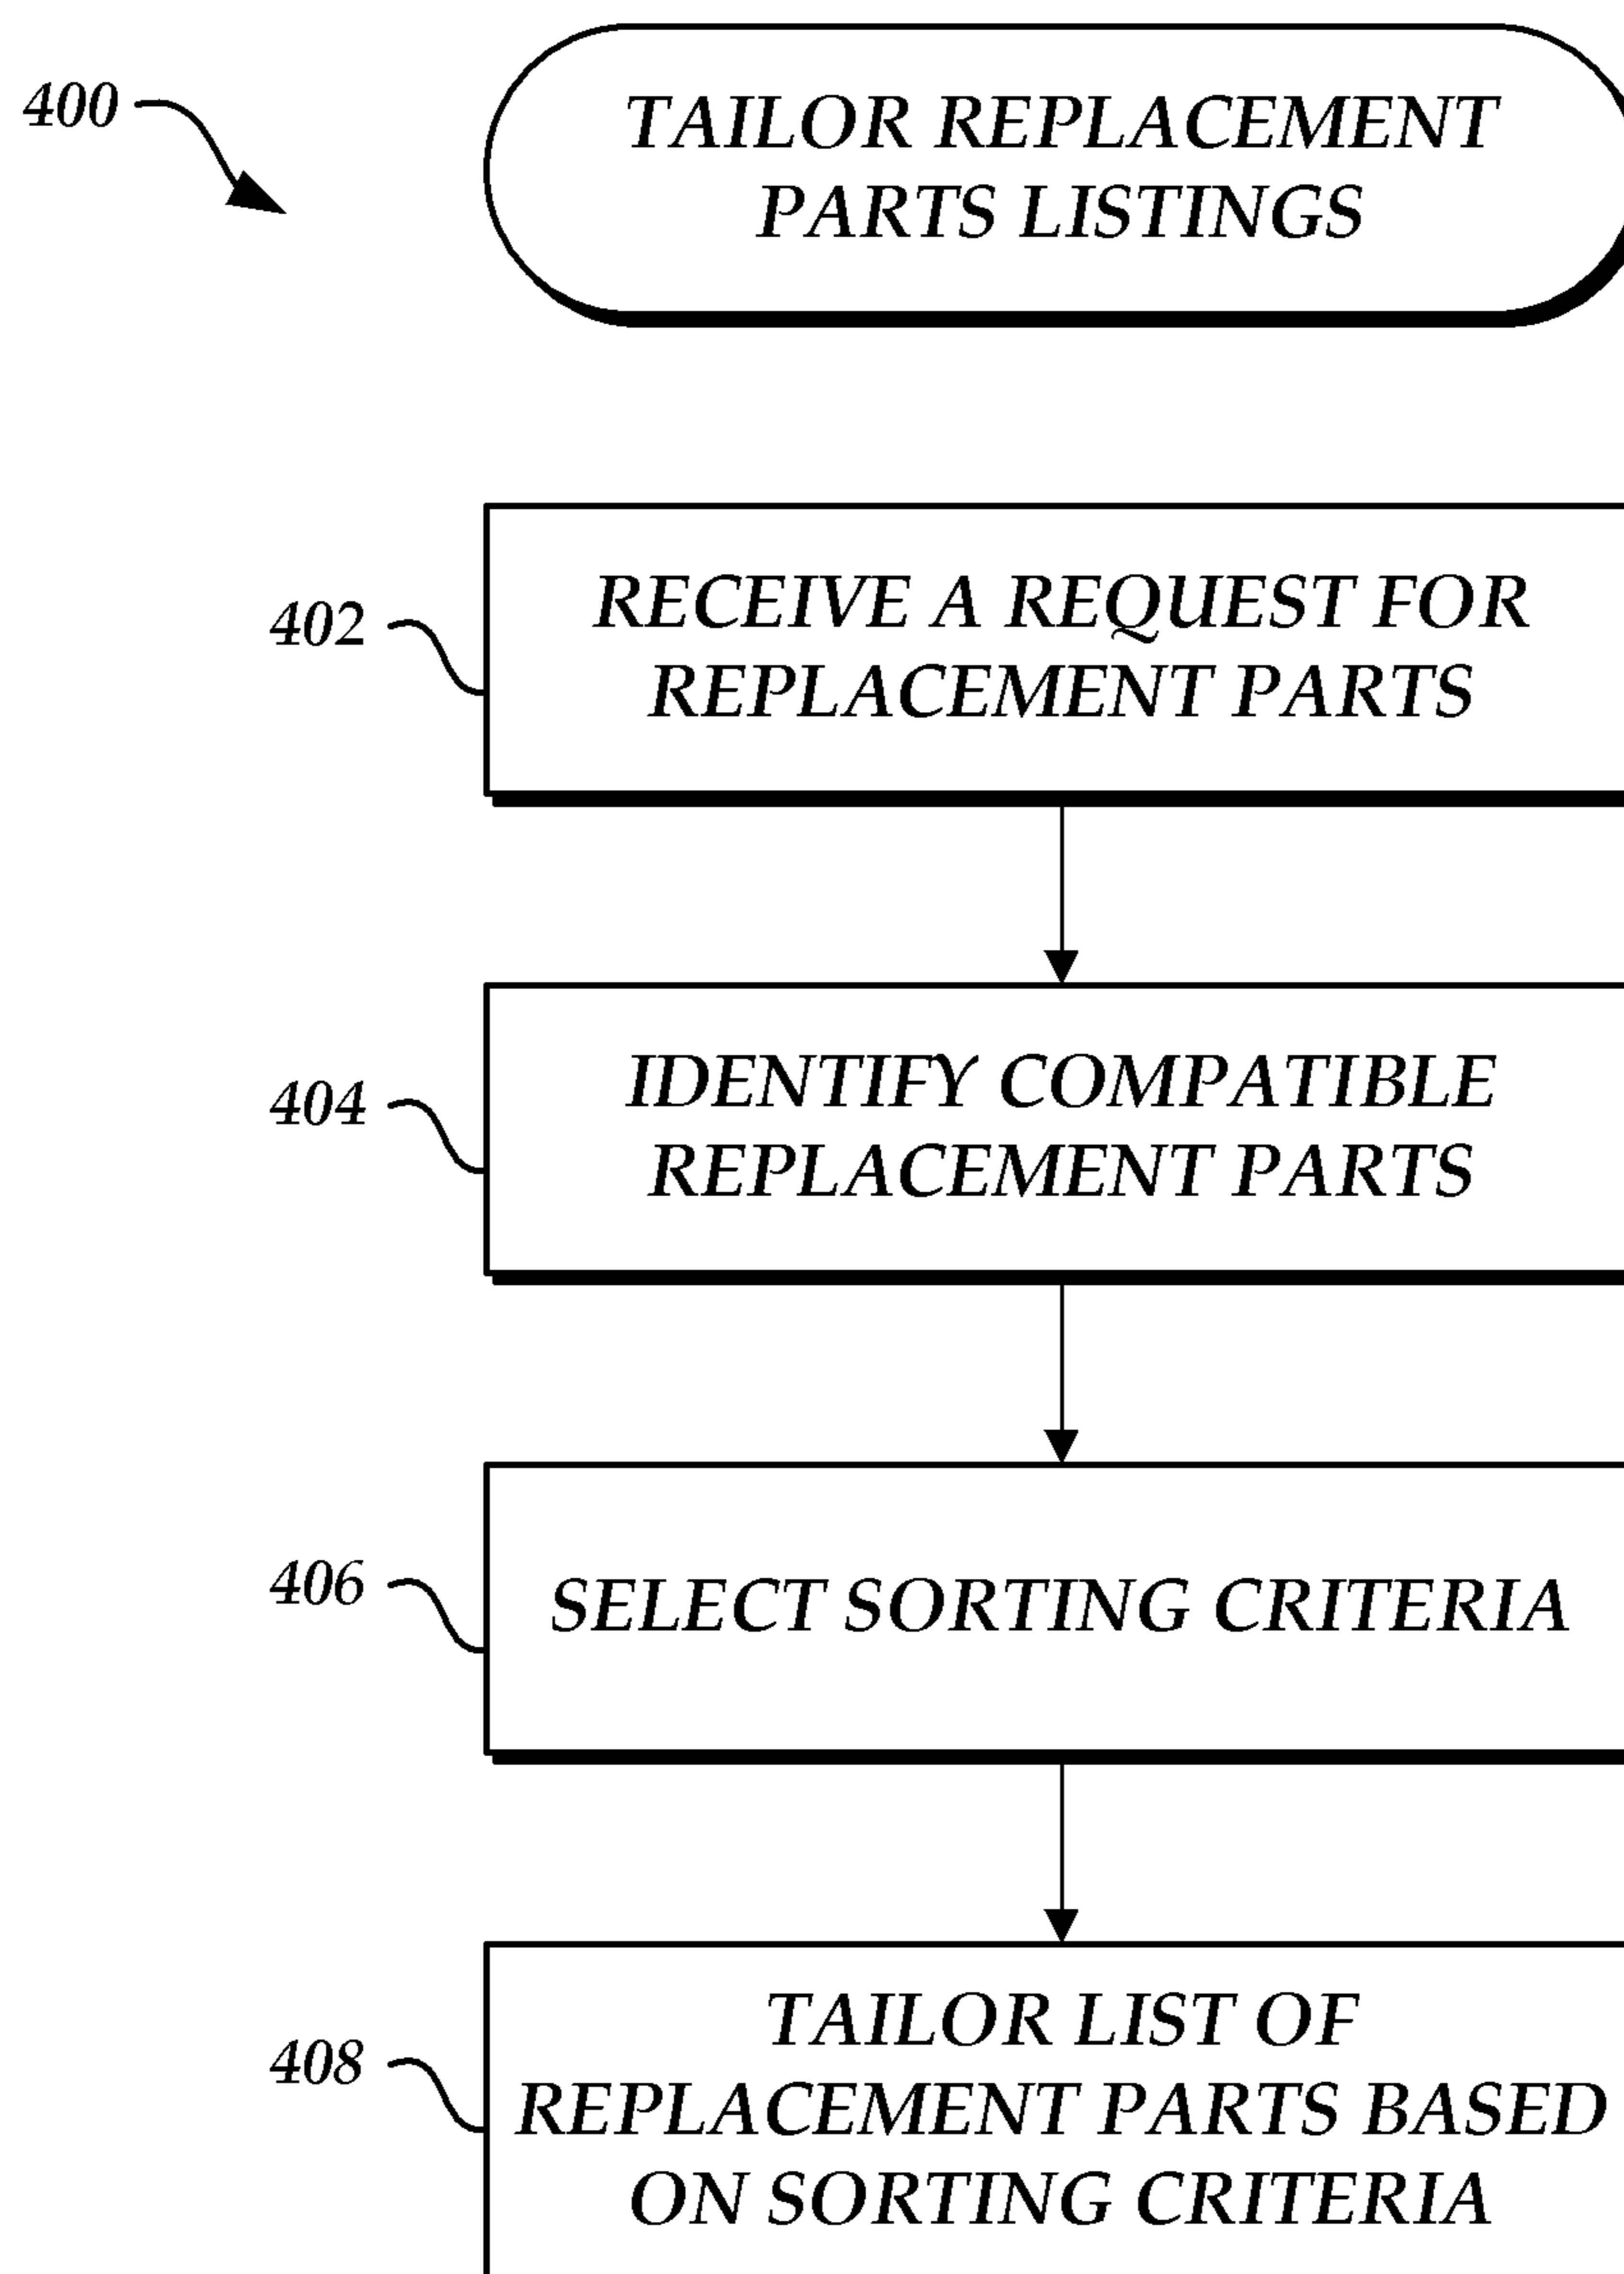 400
TAILOR REPLACEMENT
PARTS LISTINGS
402
RECEIVE A REQUEST FOR
REPLACEMENT PARTS
404
IDENTIFY COMPATIBLE
REPLACEMENT PARTS
406
SELECT SORTING CRITERIA
408
TAILOR LIST OF
REPLACEMENT PARTS BASED
ON SORTING CRITERIA